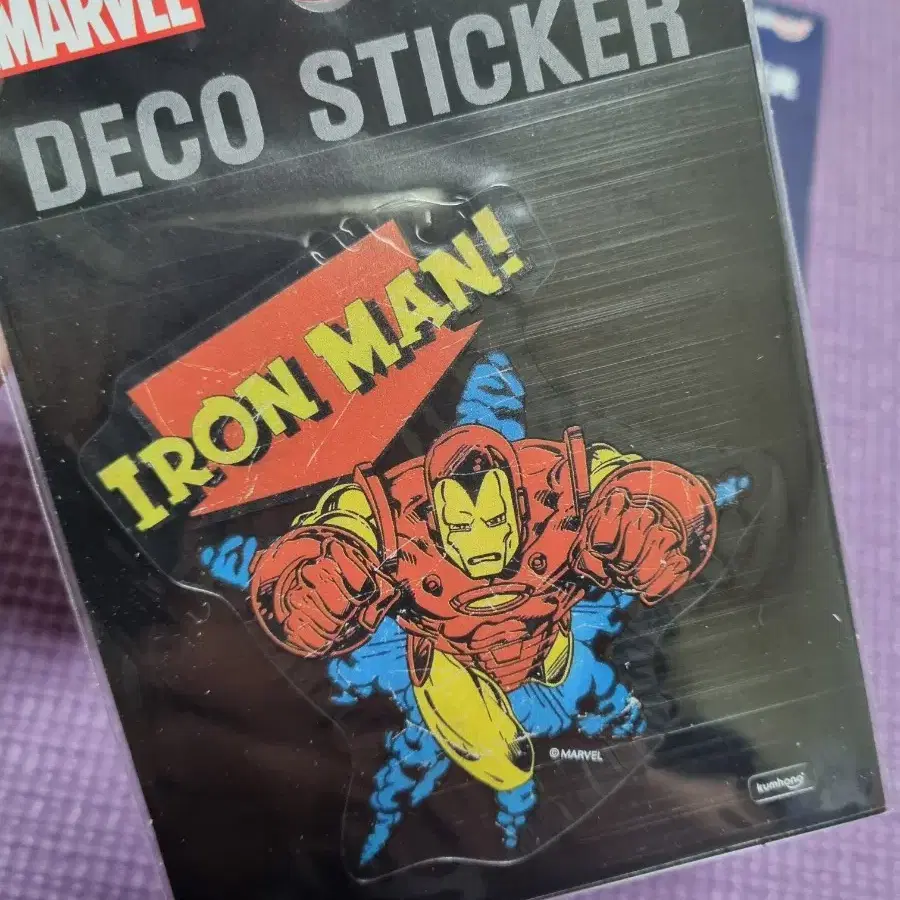 MARVEL
DECO STICKER
IRON MAN!
© MARVEL
kumhong